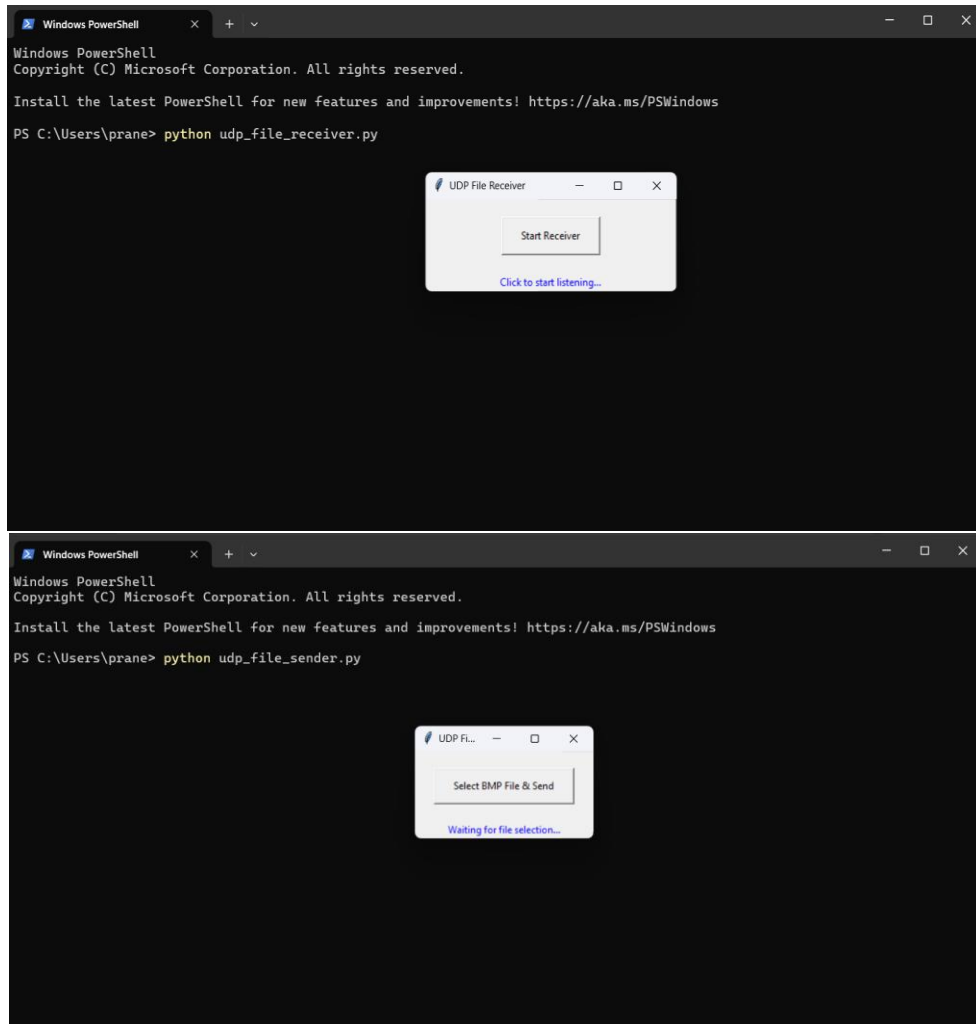 Windows PowerShell
Windows PowerShell
Copyright (C) Microsoft Corporation. All rights reserved.
Install the latest PowerShell for new features and improvements! https://aka.ms/PSWindows
PS C:\Users\prane> python udp_file_receiver.py
UDP File Receiver
Start Receiver
Click to start listening...
Windows PowerShell
Windows PowerShell
Copyright (C) Microsoft Corporation. All rights reserved.
Install the latest PowerShell for new features and improvements! https://aka.ms/PSWindows
PS C:\Users\prane> python udp_file_sender.py
UDP Fi...
Select BMP File & Send
Waiting for file selection...